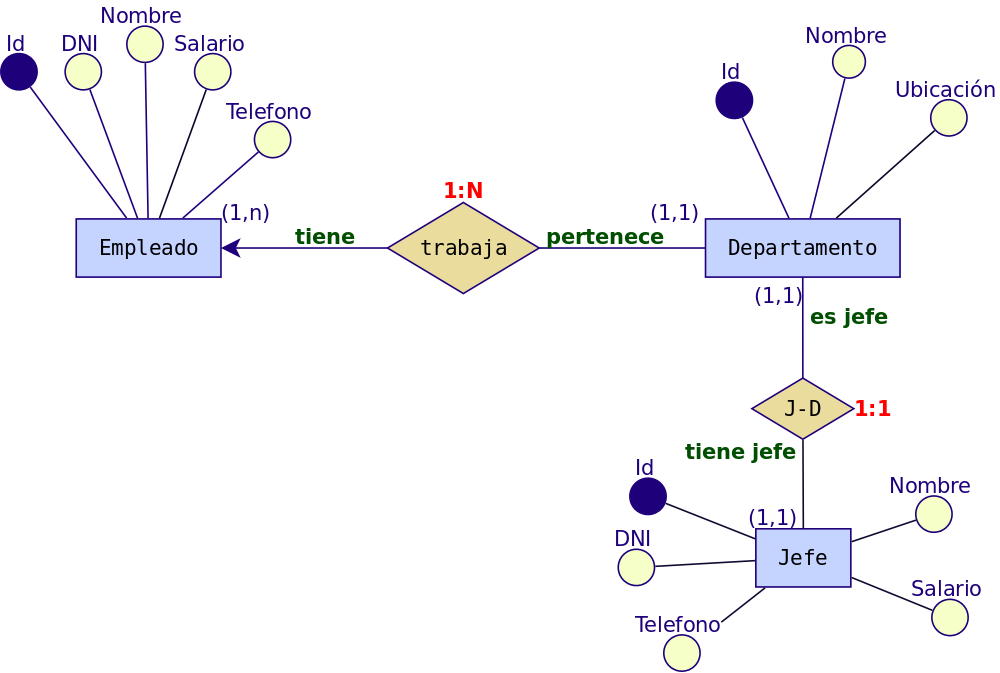 Nombre
Id
DNI
Salario
Telefono
Nombre
Id
Ubicación
1:N
(1,n)
(1,1)
tiene
pertenece
Empleado
trabaja
Departamento
(1,1)
es jefe
J-D
1:1
tiene jefe
Id
Nombre
(1,1)
DNI
Jefe
Salario
Telefono